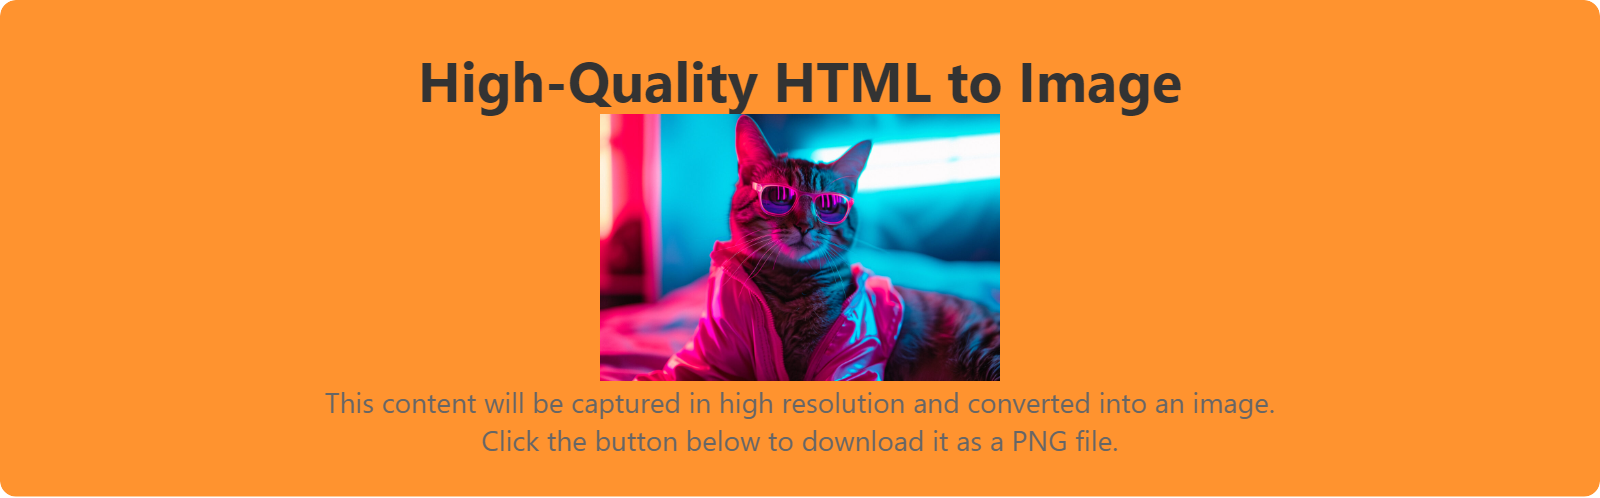 High-Quality HTML to Image
This content will be captured in high resolution and converted into an image.
Click the button below to download it as a PNG file.